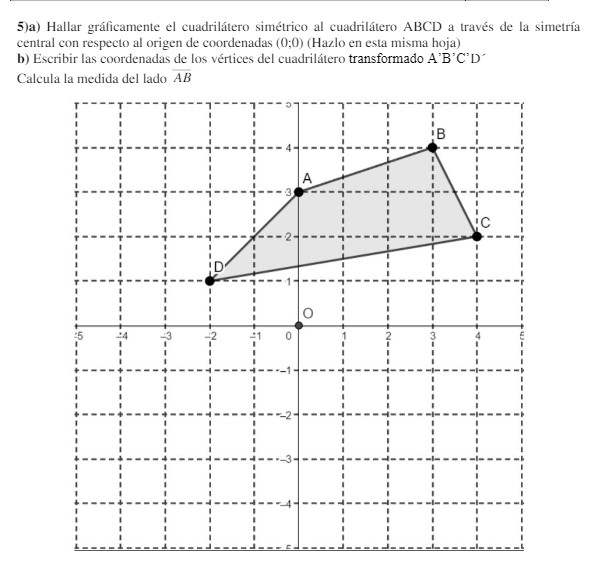 5)a) Hallar gráficamente el cuadrilátero simétrico al cuadrilátero ABCD a través de la simetría
central con respecto al origen de coordenadas (0;0) (Hazlo en esta misma hoja)
b) Escribir las coordenadas de los vértices del cuadrilátero transformado A'B'C'D´
Calcula la medida del lado AB
5
4
B
A
3
C
2
D
1
O
-5 -4 -3 -2 -1 0 1 2 3 4 5
-1
-2
-3
-4
-5